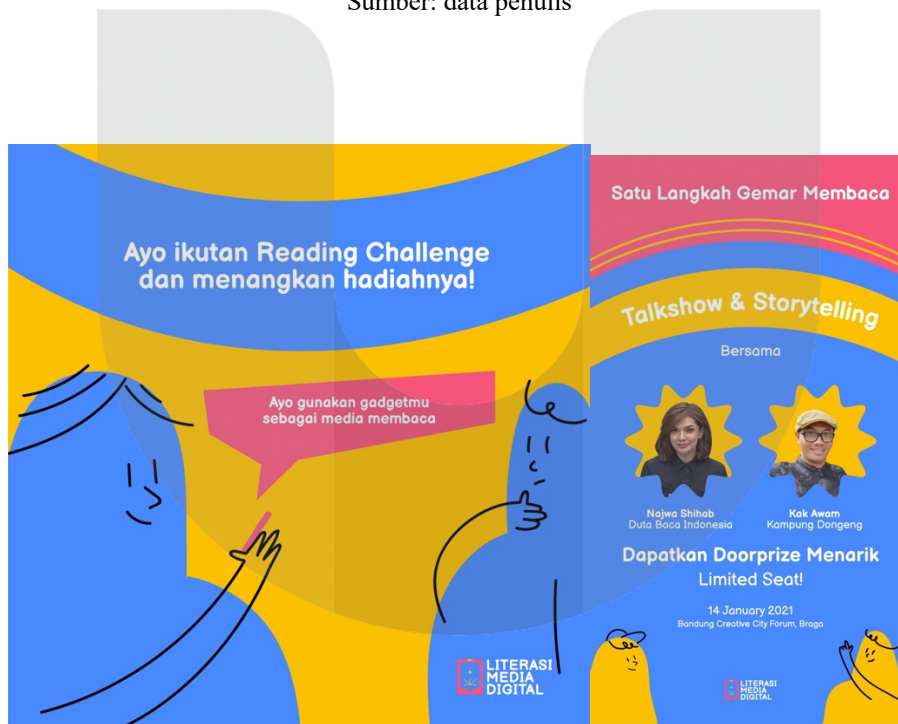 Sumber: data penulis
Ayo ikutan Reading Challenge
dan menangkan hadiahnya!
Ayo gunakan gadgetmu
sebagai media membaca
LITERASI
MEDIA
DIGITAL
Satu Langkah Gemar Membaca
Talkshow & Storytelling
Bersama
Najwa Shihab
Duta Baca Indonesia
Kak Awam
Kampung Dongeng
Dapatkan Doorprize Menarik
Limited Seat!
14 January 2021
Bandung Creative City Forum, Braga
LITERASI
MEDIA
DIGITAL